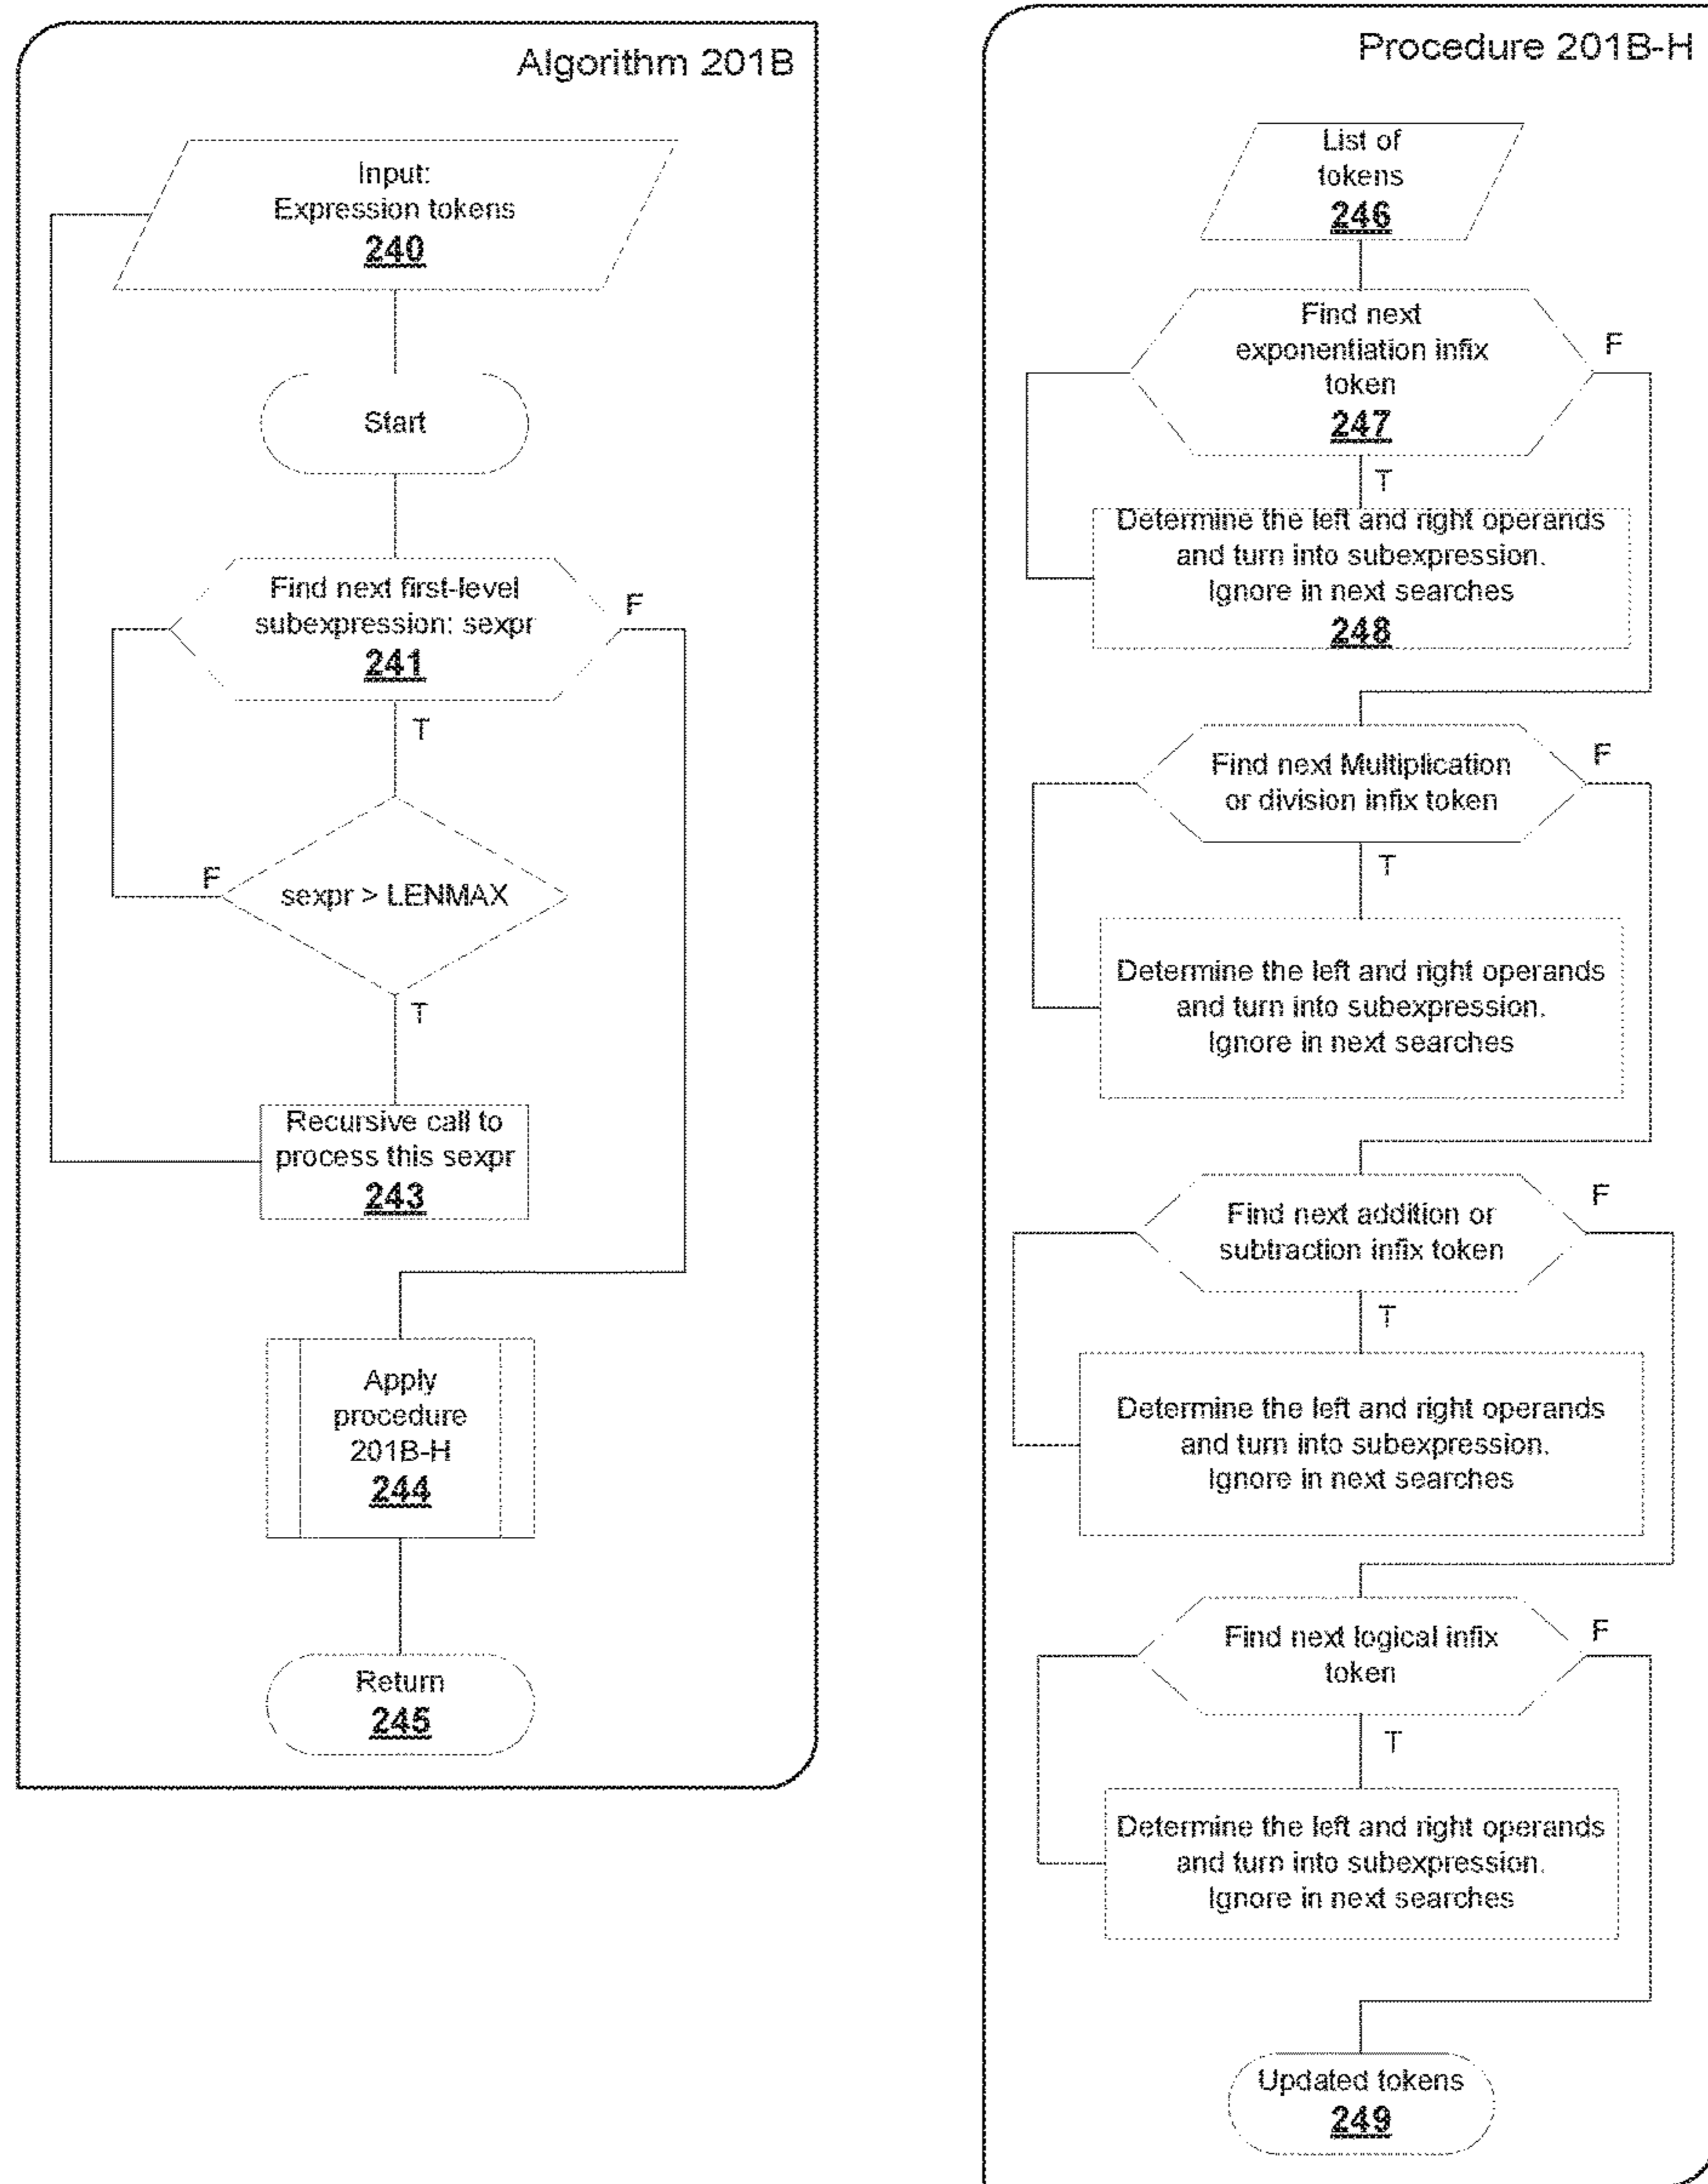 Algorithm 201B
Input:
Expression tokens
240
Start
Find next first-level
subexpression: sexpr
241
F
T
sexpr > LENMAX
F
T
Recursive call to
process this sexpr
243
Apply
procedure
201B-H
244
Return
245
Procedure 201B-H
List of
tokens
246
Find next
exponentiation infix
token
247
F
T
Determine the left and right operands
and turn into subexpression.
Ignore in next searches
248
Find next Multiplication
or division infix token
F
T
Determine the left and right operands
and turn into subexpression.
Ignore in next searches
Find next addition or
subtraction infix token
F
T
Determine the left and right operands
and turn into subexpression.
Ignore in next searches
Find next logical infix
token
F
T
Determine the left and right operands
and turn into subexpression.
Ignore in next searches
Updated tokens
249